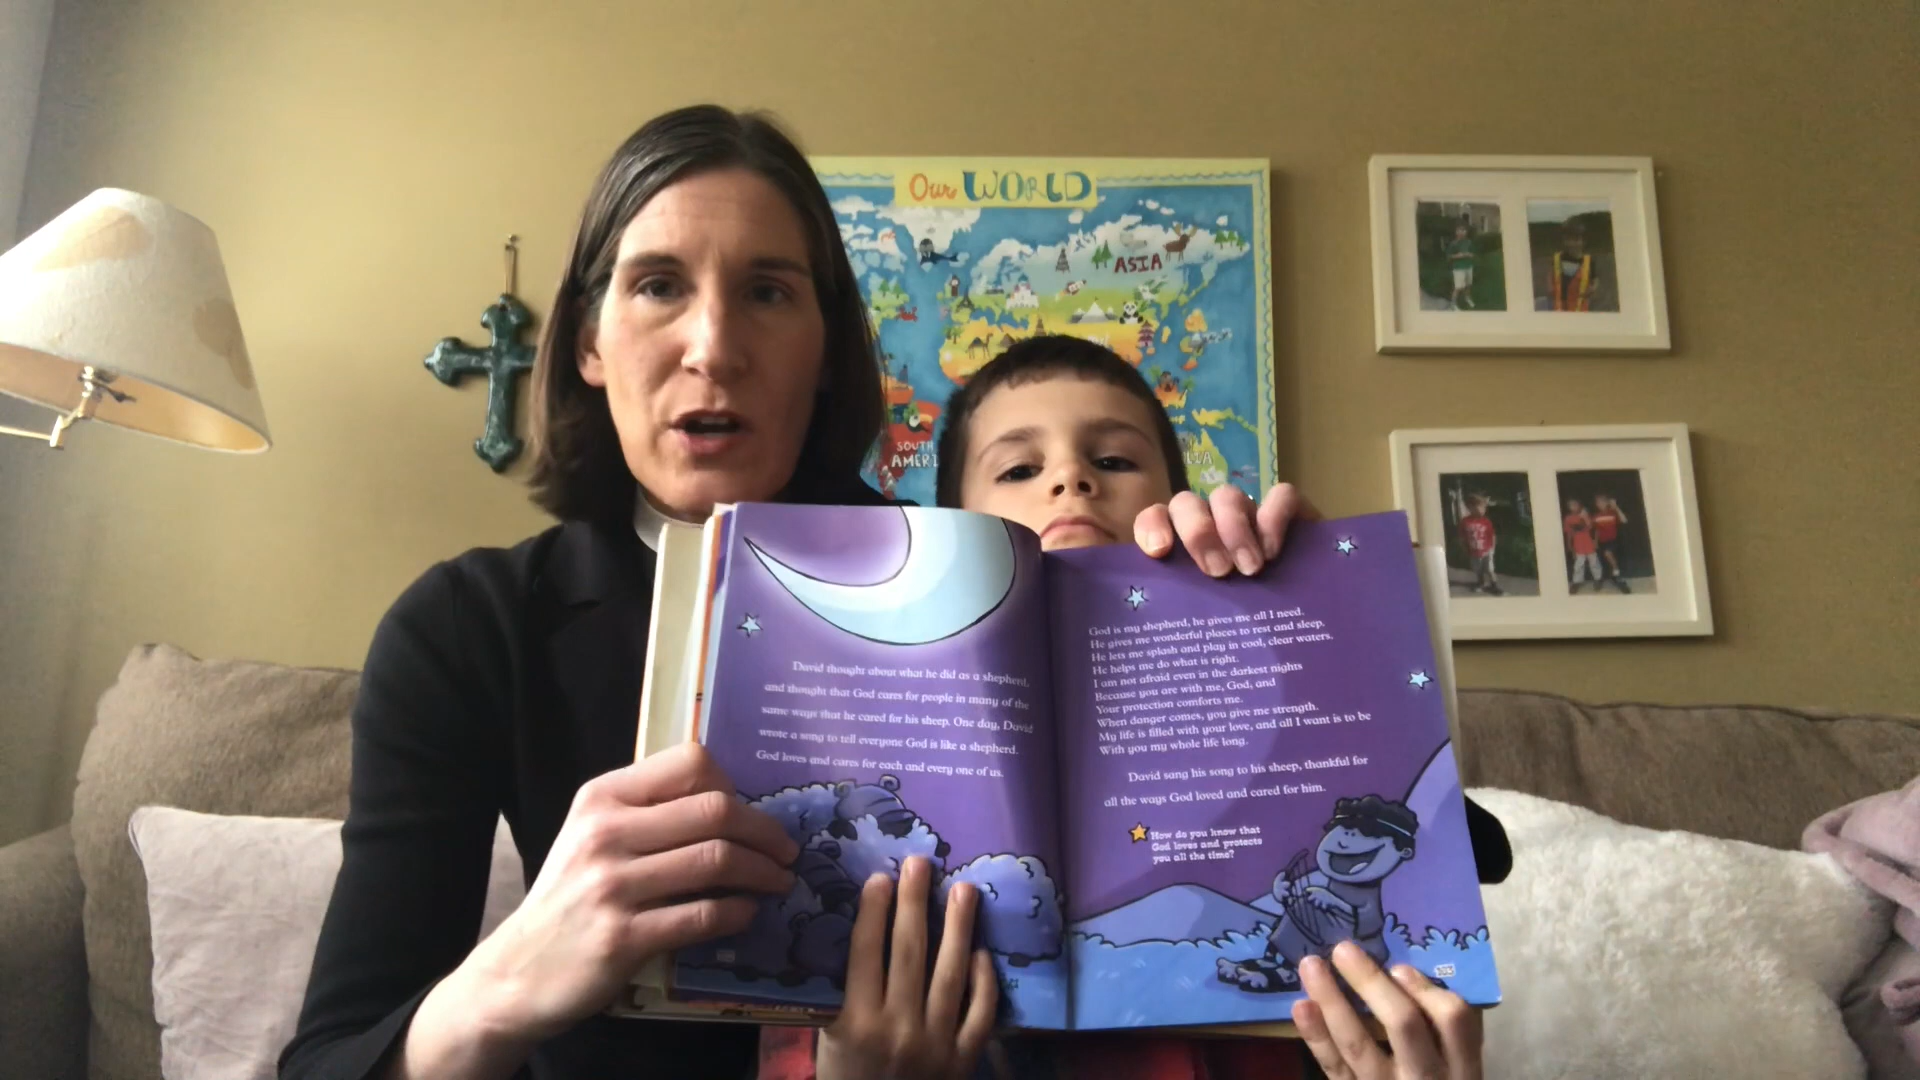 Our WORLD
ASIA
SOUTH
AMERI
LIA
David thought about what he did as a shepherd,
and thought that God cares for people in many of the
same ways that he cared for his sheep. One day, David
wrote a song to tell everyone God is like a shepherd.
God loves and cares for each and every one of us.
God is my shepherd, he gives me all I need.
He gives me wonderful places to rest and sleep.
He lets me splash and play in cool, clear waters.
He helps me do what is right.
I am not afraid even in the darkest nights
Because you are with me, God, and
Your protection comforts me.
When danger comes, you give me strength.
My life is filled with your love, and all I want is to be
With you my whole life long.
David sang his song to his sheep, thankful for
all the ways God loved and cared for him.
How do you know that
God loves and protects
you all the time?